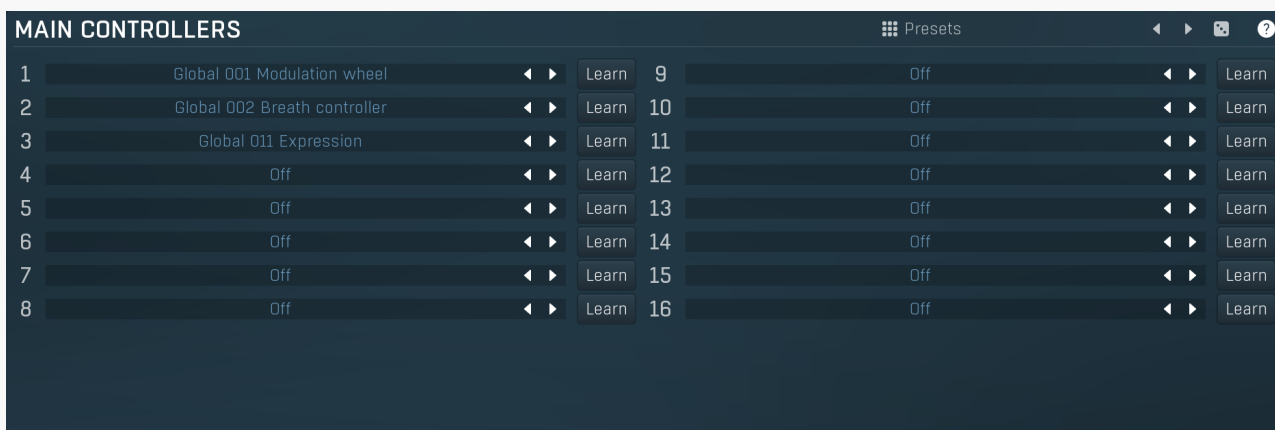 MAIN CONTROLLERS Presets ?
1 Global 001 Modulation wheel Learn 9 Off Learn
2 Global 002 Breath controller Learn 10 Off Learn
3 Global 011 Expression Learn 11 Off Learn
4 Off Learn 12 Off Learn
5 Off Learn 13 Off Learn
6 Off Learn 14 Off Learn
7 Off Learn 15 Off Learn
8 Off Learn 16 Off Learn